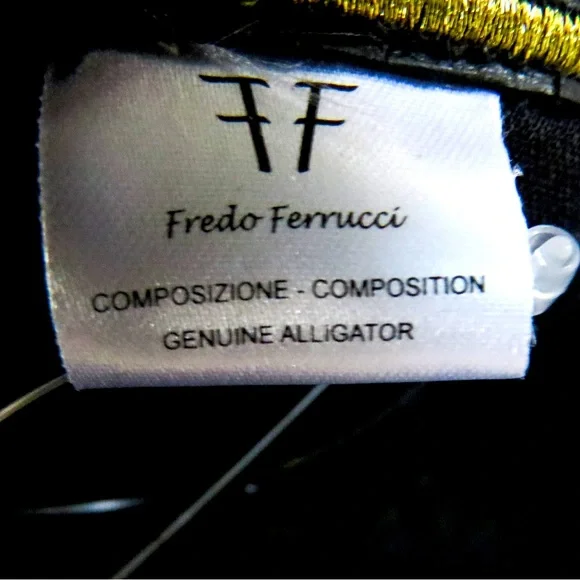 FF
Fredo Ferrucci
COMPOSIZIONE - COMPOSITION
GENUINE ALLiGATOR